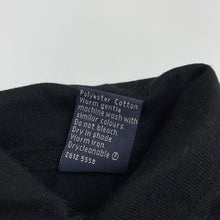 Polyester Cotton
Warm gentle
machine wash with
similar colours.
Do not bleach.
Dry in shade
Warm iron
Drycleanable Ⓟ
2612 5558